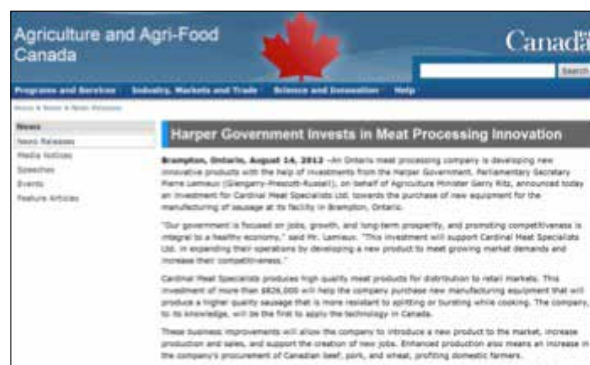 Agriculture and Agri-Food
Canada
Canada
Search
Programs and Services
Industry, Markets and Trade
Science and Innovation
Help
Home > News > News Releases
News
News Releases
Media Notices
Speeches
Events
Feature Articles
Harper Government Invests in Meat Processing Innovation
Brampton, Ontario, August 14, 2012 -An Ontario meat processing company is developing new
innovative products with the help of investments from the Harper Government. Parliamentary Secretary
Pierre Lemieux (Glengarry-Prescott-Russell), on behalf of Agriculture Minister Gerry Ritz, announced today
an investment for Cardinal Meat Specialists Ltd. towards the purchase of new equipment for the
manufacturing of sausage at its facility in Brampton, Ontario.
"Our government is focused on jobs, growth, and long-term prosperity, and promoting competitiveness is
integral to a healthy economy," said Mr. Lemieux. "This investment will support Cardinal Meat Specialists
Ltd. in expanding their operations by developing a new product to meet growing market demands and
increase their competitiveness."
Cardinal Meat Specialists produces high quality meat products for distribution to retail markets. This
investment of more than $826,000 will help the company purchase new manufacturing equipment that will
produce a higher quality sausage that is more resistant to splitting or bursting while cooking. The company,
to its knowledge, will be the first to apply the technology in Canada.
These business improvements will allow the company to introduce a new product to the market, increase
production and sales, and support the creation of new jobs. Enhanced production also means an increase in
the company's procurement of Canadian beef, pork, and wheat, profiting domestic farmers.